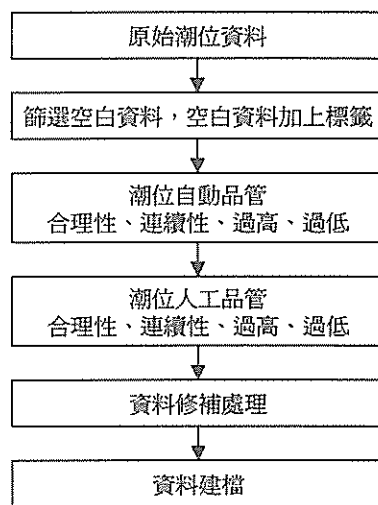 原始潮位資料
篩選空白資料，空白資料加上標籤
潮位自動品管
合理性、連續性、過高、過低
潮位人工品管
合理性、連續性、過高、過低
資料修補處理
資料建檔